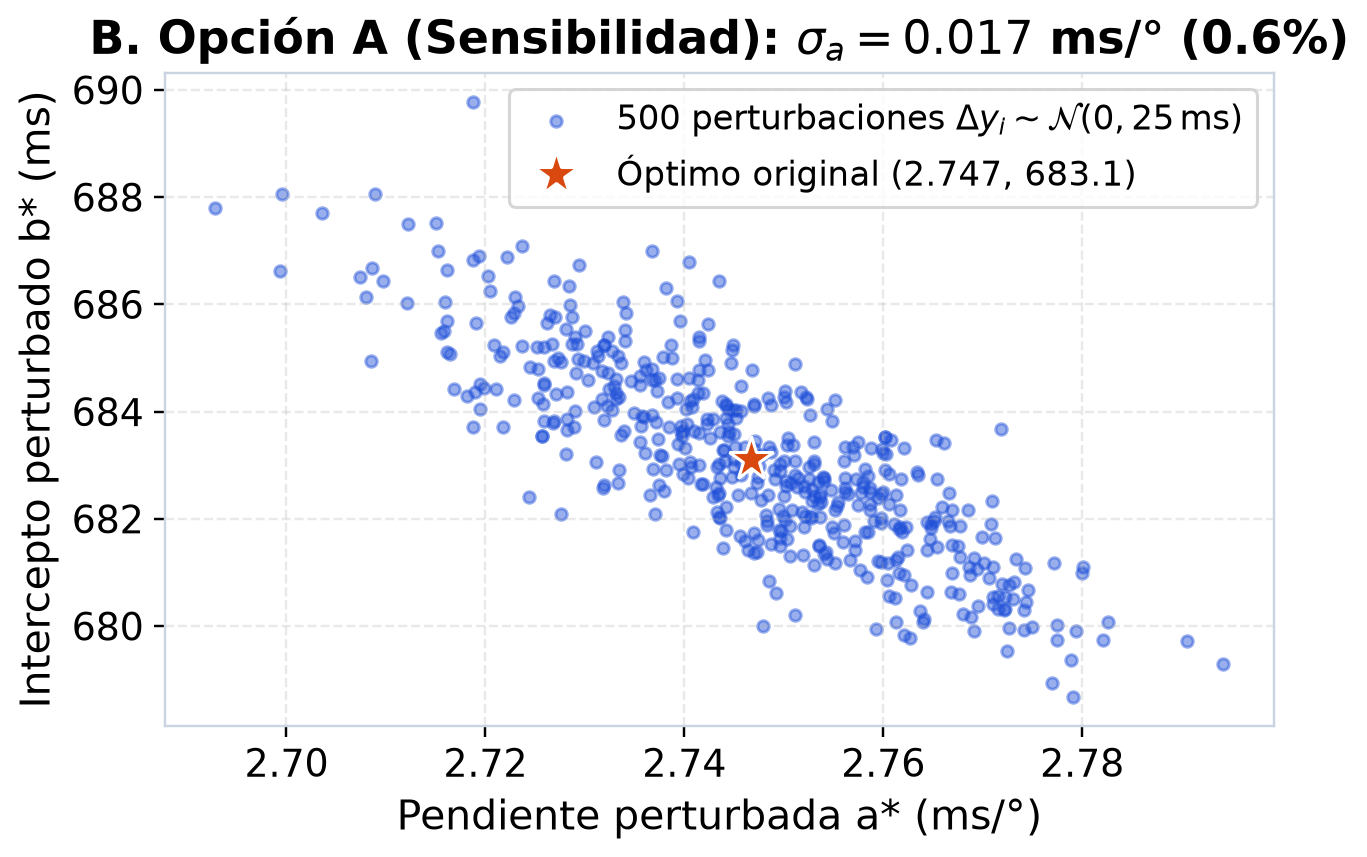 B. Opción A (Sensibilidad): σₐ = 0.017 ms/° (0.6%)
Intercepto perturbado b* (ms)
690
688
686
684
682
680
500 perturbaciones Δyᵢ ~ 𝒩(0, 25 ms)
Óptimo original (2.747, 683.1)
2.70 2.72 2.74 2.76 2.78
Pendiente perturbada a* (ms/°)